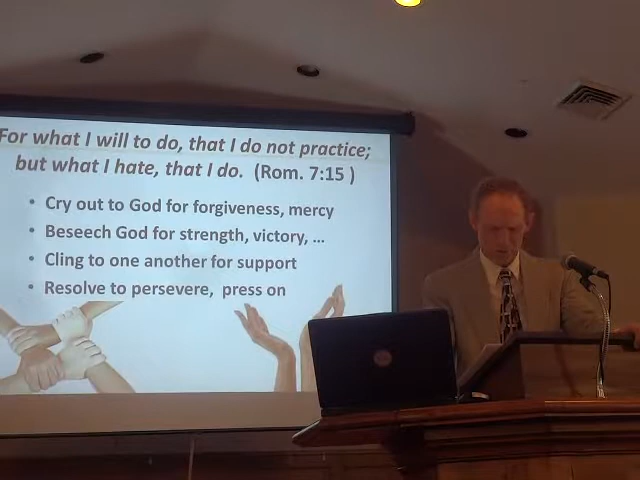 For what I will to do, that I do not practice;
but what I hate, that I do. (Rom. 7:15 )
• Cry out to God for forgiveness, mercy
• Beseech God for strength, victory, ...
• Cling to one another for support
• Resolve to persevere, press on